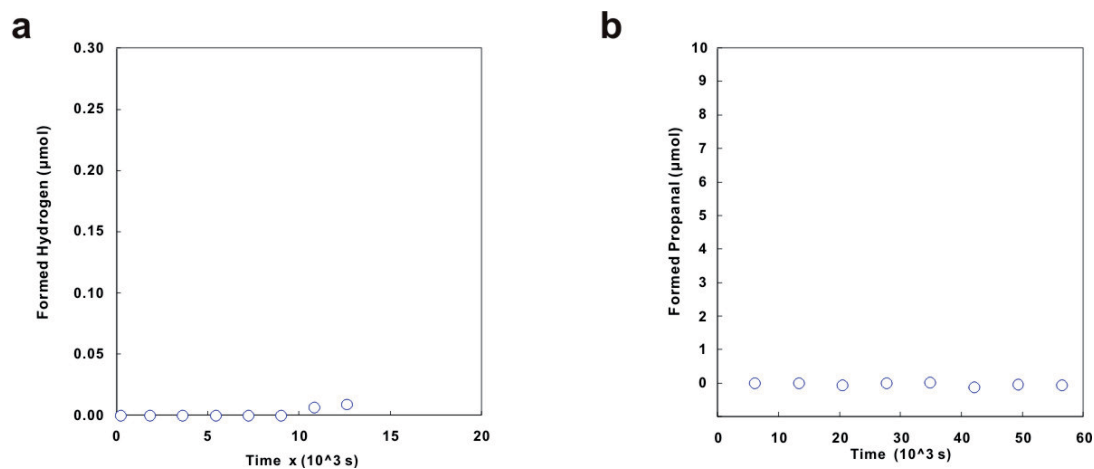 a
0.30
0.25
0.20
0.15
0.10
0.05
0.00
Formed Hydrogen (μmol)
0 5 10 15 20
Time x (10^3 s)
b
10
9
8
7
6
5
4
3
2
1
0
Formed Propanal (μmol)
0 10 20 30 40 50 60
Time (10^3 s)